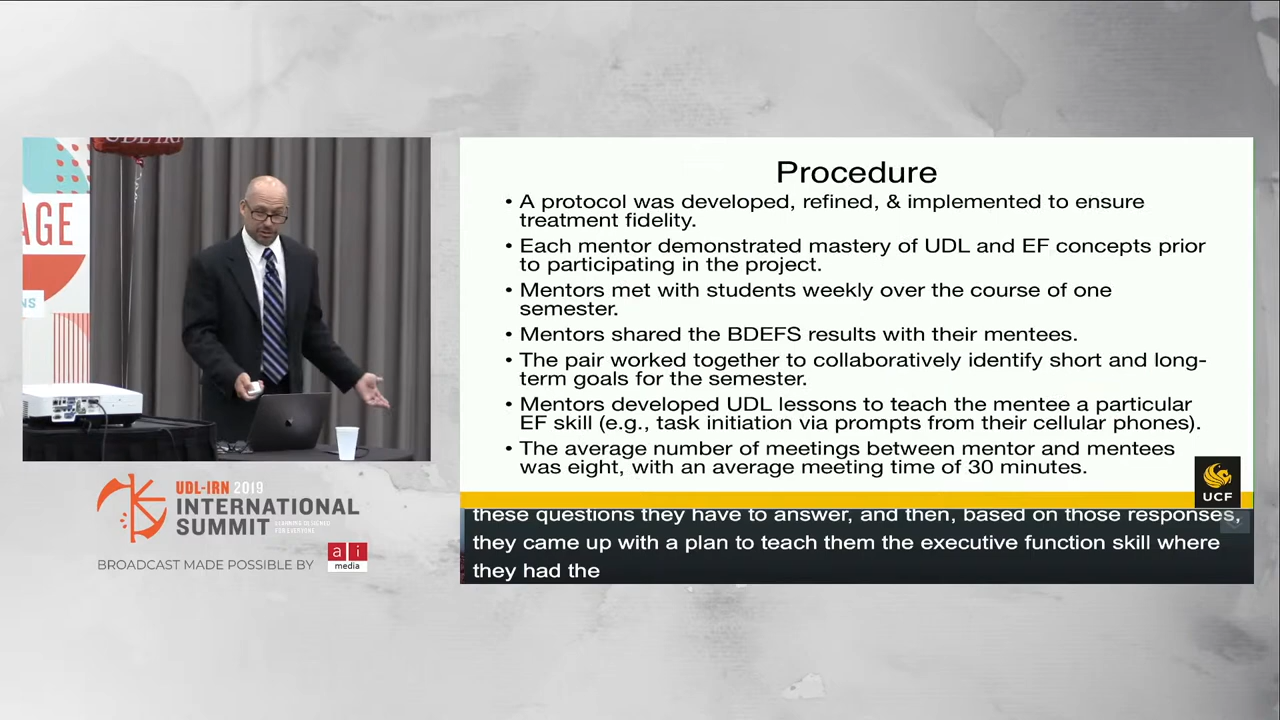 UDL-IRN
AGE
NS
UDL-IRN 2019
INTERNATIONAL
SUMMIT
LEARNING DESIGNED
FOR EVERYONE
BROADCAST MADE POSSIBLE BY
a i
media
Procedure
• A protocol was developed, refined, & implemented to ensure
treatment fidelity.
• Each mentor demonstrated mastery of UDL and EF concepts prior
to participating in the project.
• Mentors met with students weekly over the course of one
semester.
• Mentors shared the BDEFS results with their mentees.
• The pair worked together to collaboratively identify short and long-
term goals for the semester.
• Mentors developed UDL lessons to teach the mentee a particular
EF skill (e.g., task initiation via prompts from their cellular phones).
• The average number of meetings between mentor and mentees
was eight, with an average meeting time of 30 minutes.
UCF
these questions they have to answer, and then, based on those responses,
they came up with a plan to teach them the executive function skill where
they had the